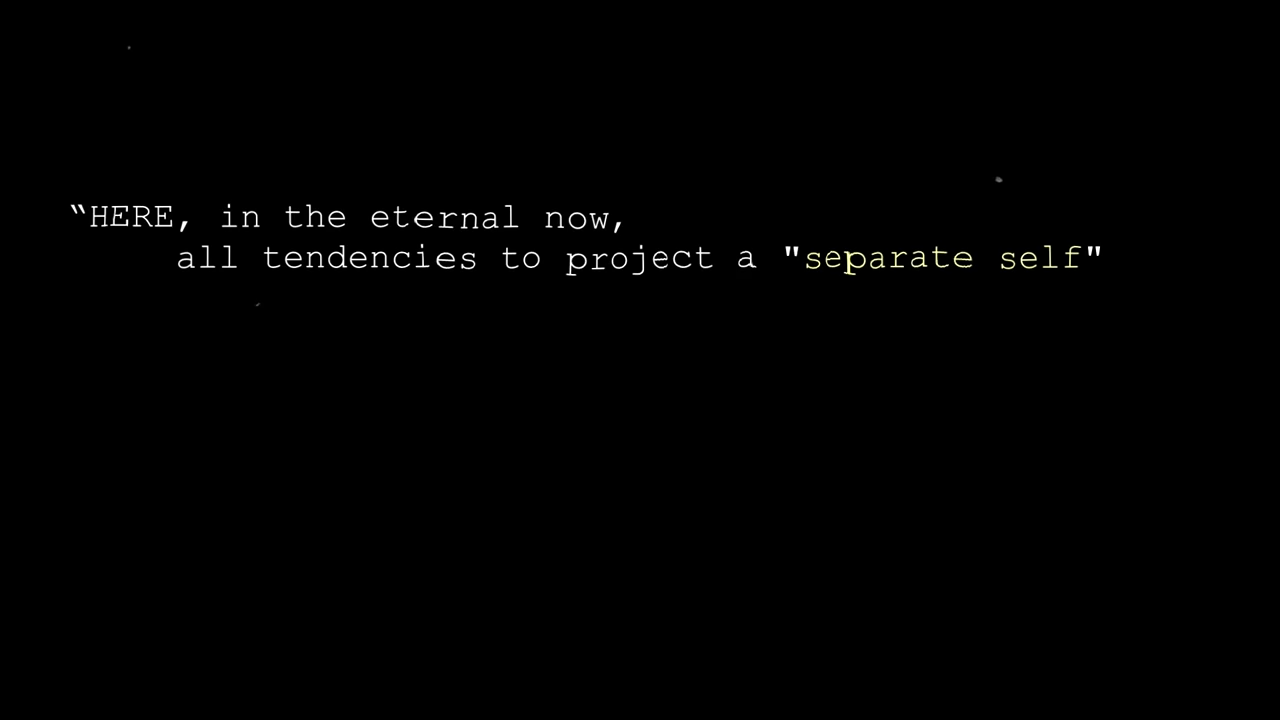 “HERE, in the eternal now,
all tendencies to project a "separate self"